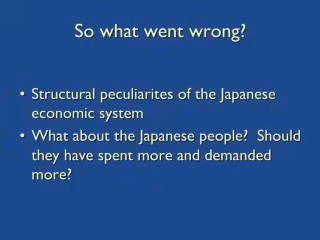 So what went wrong?
• Structural peculiarites of the Japanese
economic system
• What about the Japanese people?  Should
they have spent more and demanded
more?